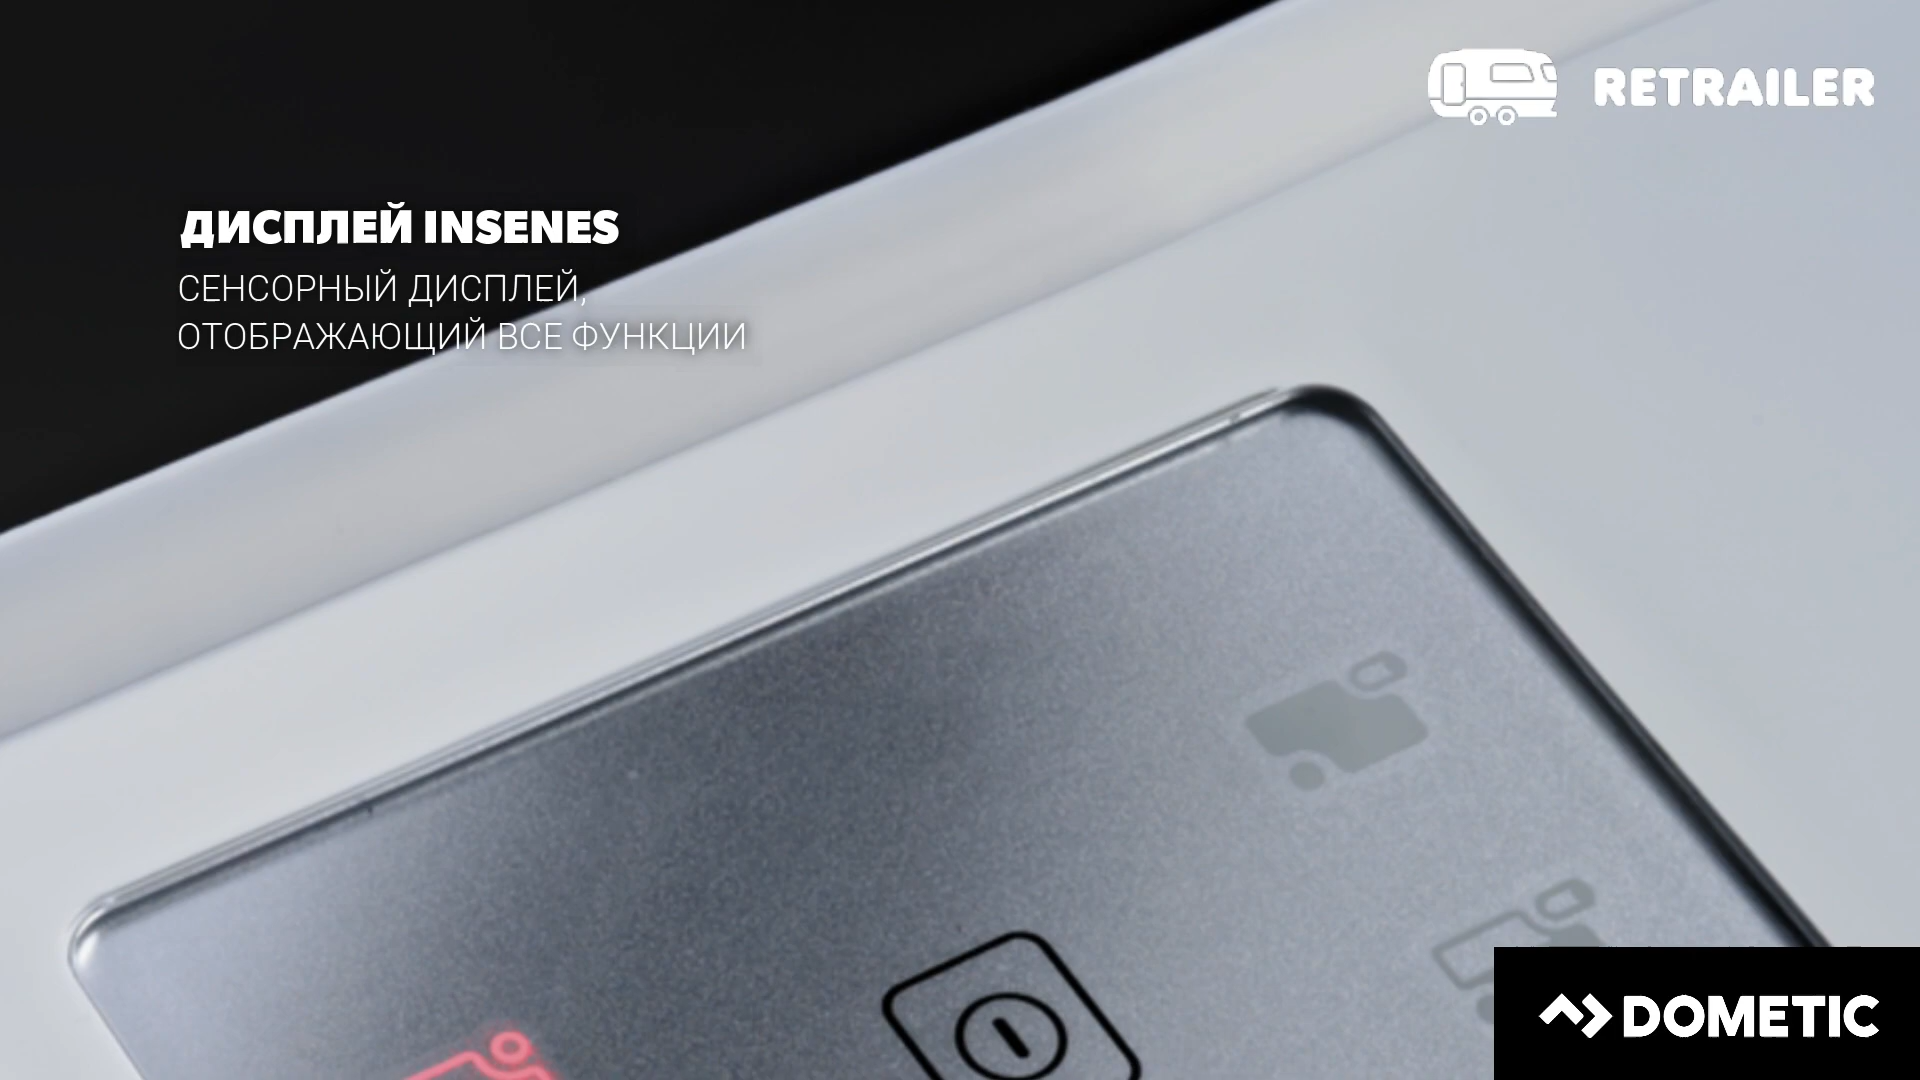 RETRAILER
ДИСПЛЕЙ INSENES
СЕНСОРНЫЙ ДИСПЛЕЙ,
ОТОБРАЖАЮЩИЙ ВСЕ ФУНКЦИИ
DOMETIC